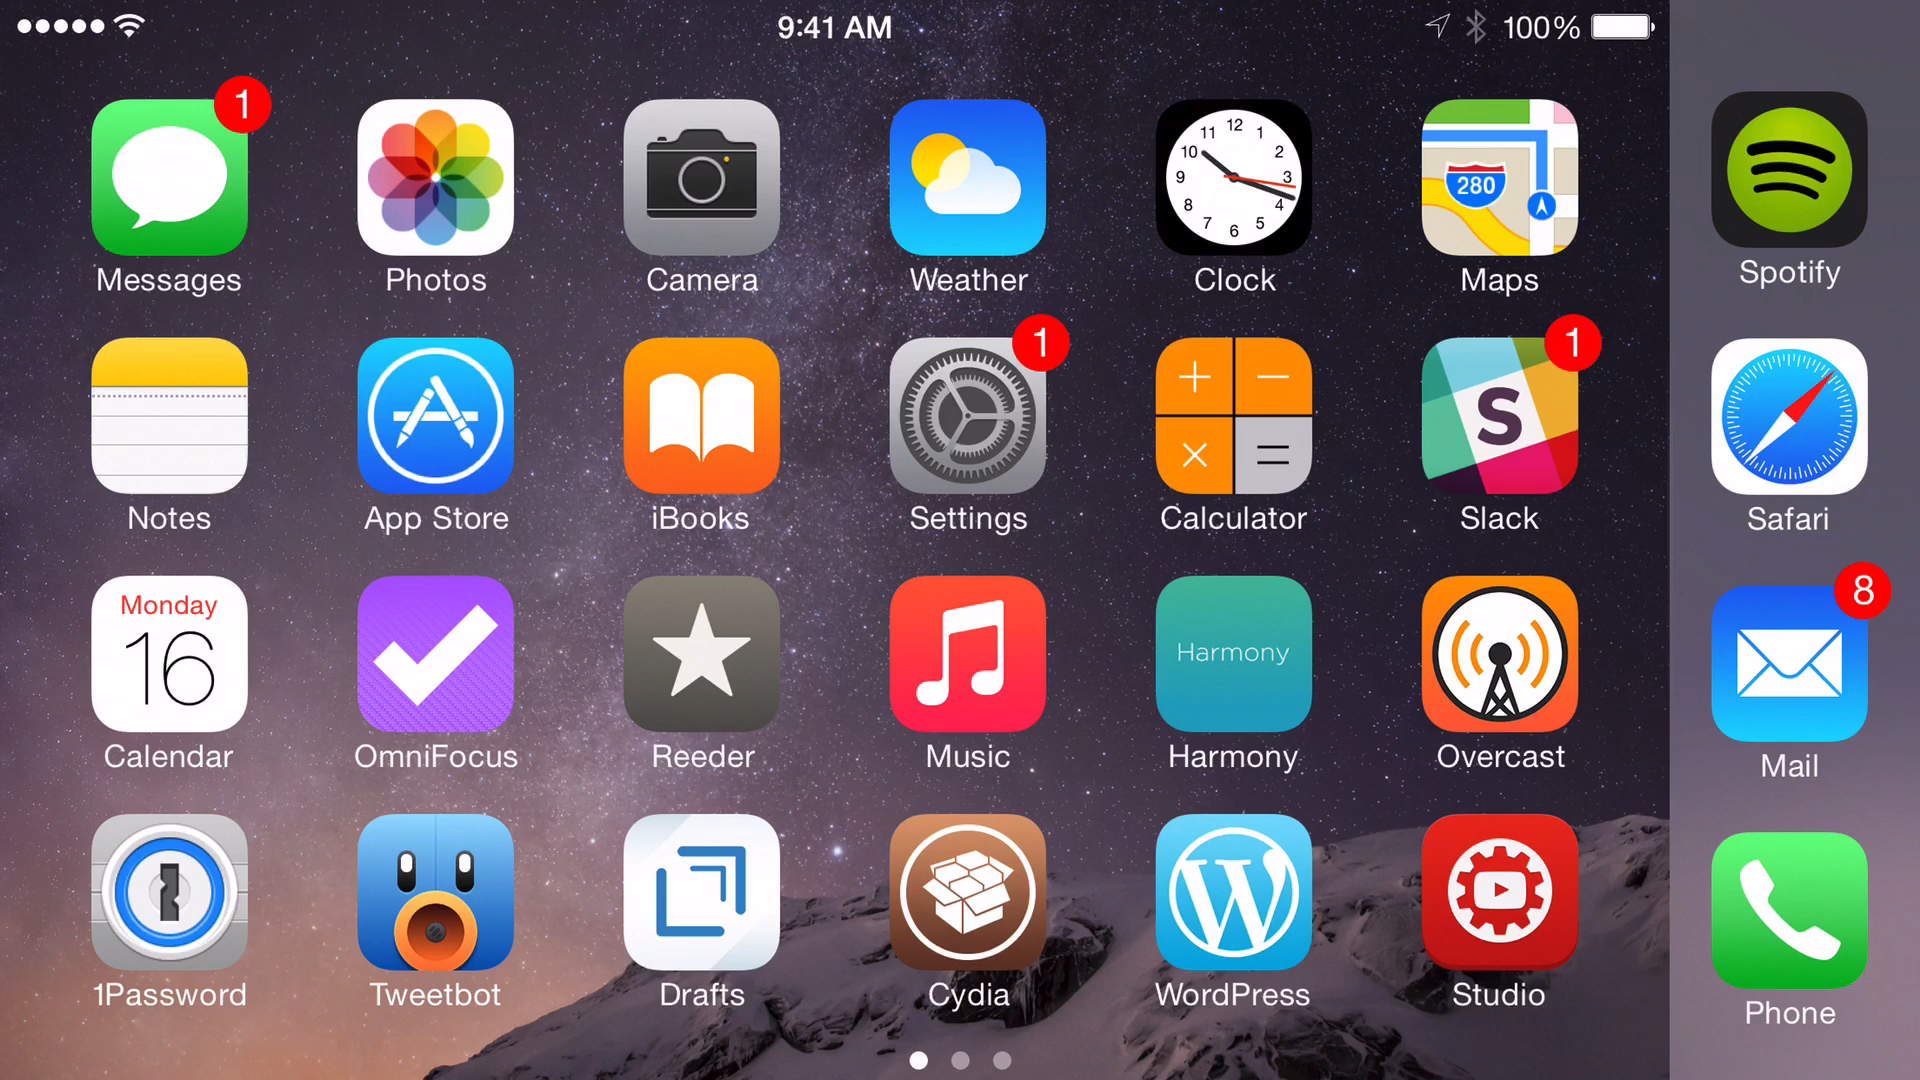 9:41 AM
100%
1
12
11 1
10 2
9 3
8 4
7 5
6
280
Messages
Photos
Camera
Weather
Clock
Maps
Spotify
1
1
S
Notes
App Store
iBooks
Settings
Calculator
Slack
Safari
Monday
16
Harmony
8
Calendar
OmniFocus
Reeder
Music
Harmony
Overcast
Mail
1Password
Tweetbot
Drafts
Cydia
WordPress
Studio
Phone